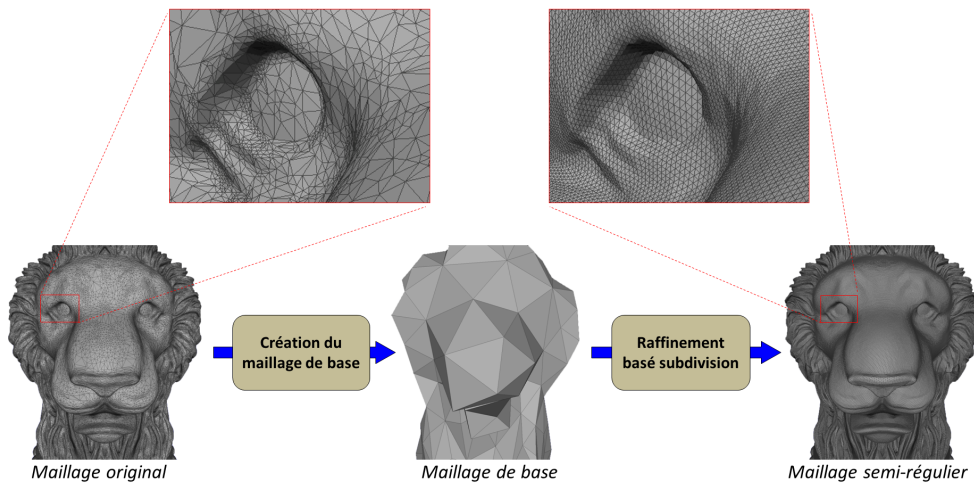 Création du
maillage de base
Raffinement
basé subdivision
Maillage original
Maillage de base
Maillage semi-régulier